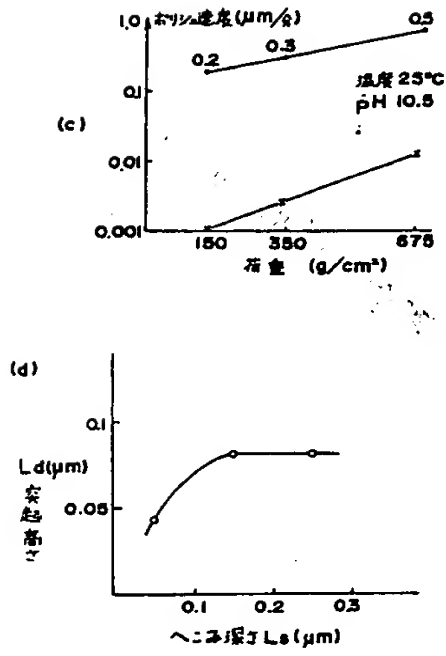 1.0 ポリシュ速度(μm/分)
0.2
0.3
0.5
0.1
温度 25℃
pH 10.5
(c)
0.01
0.001
150
350
675
荷重 (g/cm²)
(d)
0.1
Ld(μm)
突起高さ
0.05
0.1
0.2
0.3
へこみ深さ Ls(μm)